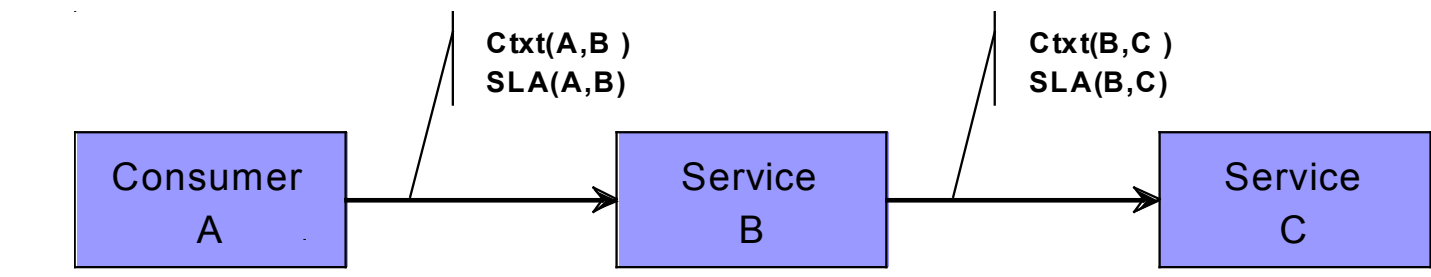 Ctxt(A,B )
SLA(A,B)
Ctxt(B,C )
SLA(B,C)
Consumer
A
Service
B
Service
C